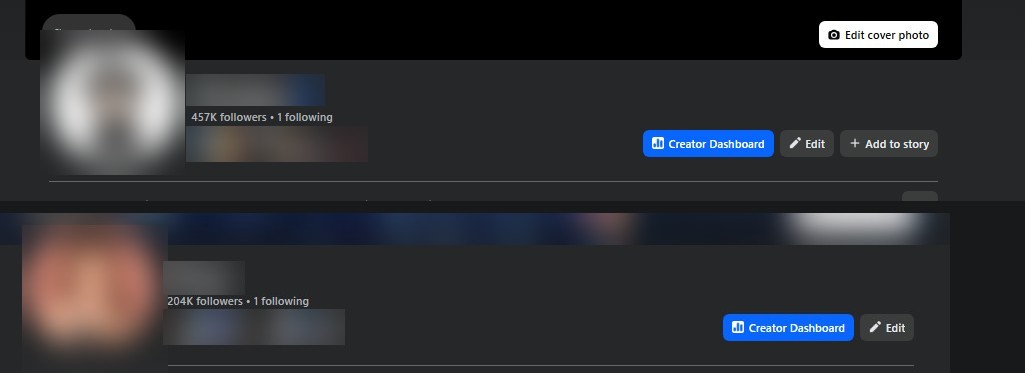 Edit cover photo
457K followers • 1 following
Creator Dashboard
Edit
+ Add to story
204K followers • 1 following
Creator Dashboard
Edit